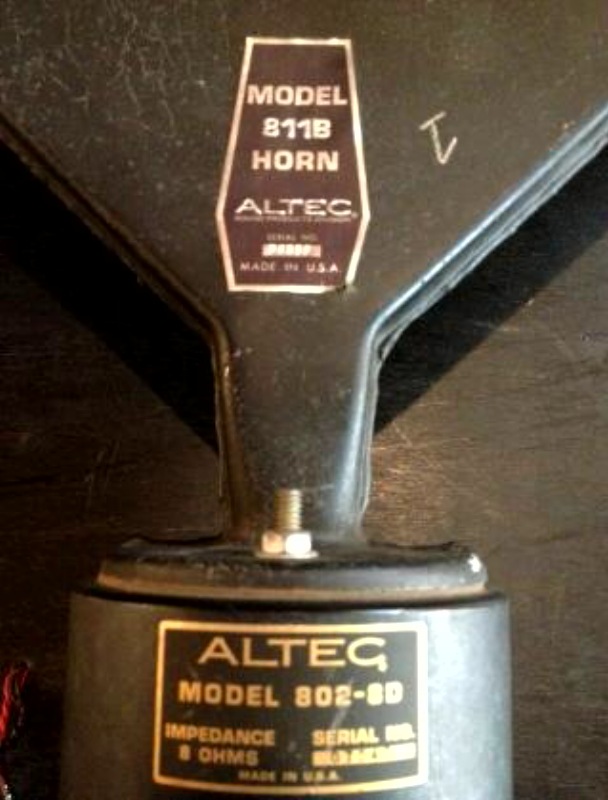 MODEL
811B
HORN
ALTEC
SERIAL NO.
MADE IN U.S.A.
ALTEC
MODEL 802-8D
IMPEDANCE SERIAL NO.
8 OHMS
MADE IN U.S.A.